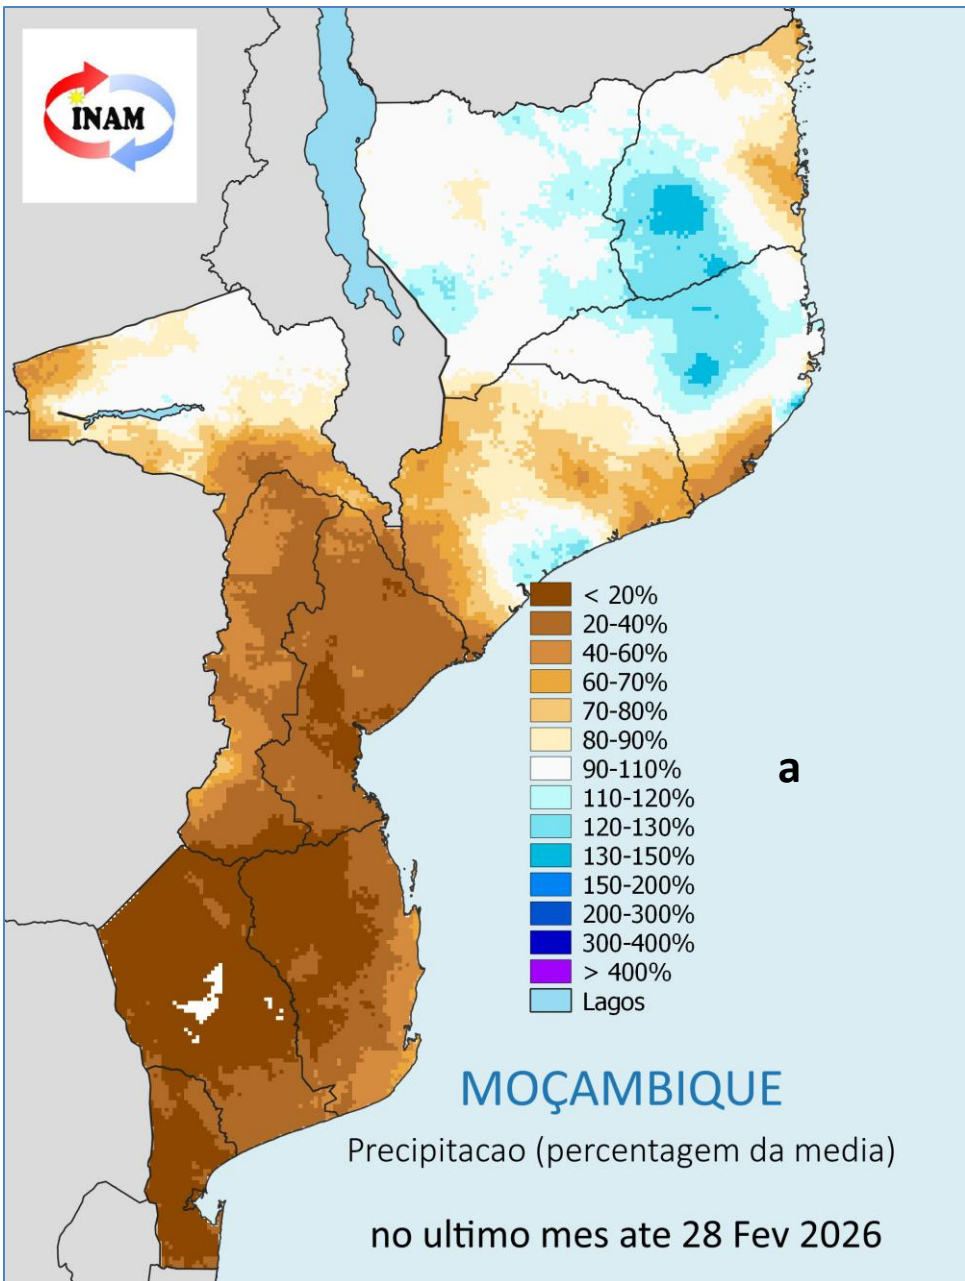 INAM
< 20%
20-40%
40-60%
60-70%
70-80%
80-90%
90-110%
110-120%
120-130%
130-150%
150-200%
200-300%
300-400%
> 400%
Lagos
a
MOÇAMBIQUE
Precipitacao (percentagem da media)
no ultimo mes ate 28 Fev 2026